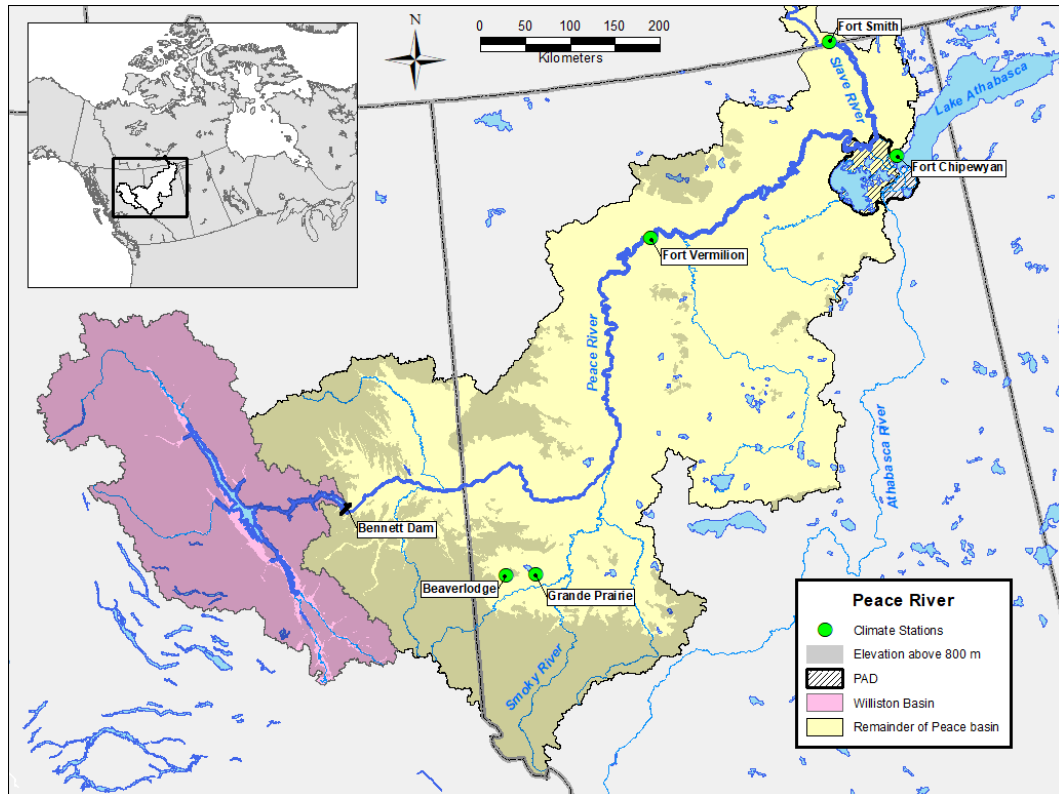 N
0 50 100 150 200
Kilometers
Fort Smith
Slave River
Lake Athabasca
Fort Chipewyan
Fort Vermilion
Peace River
Athabasca River
Bennett Dam
Beaverlodge
Grande Prairie
Smoky River
Peace River
Climate Stations
Elevation above 800 m
PAD
Williston Basin
Remainder of Peace basin